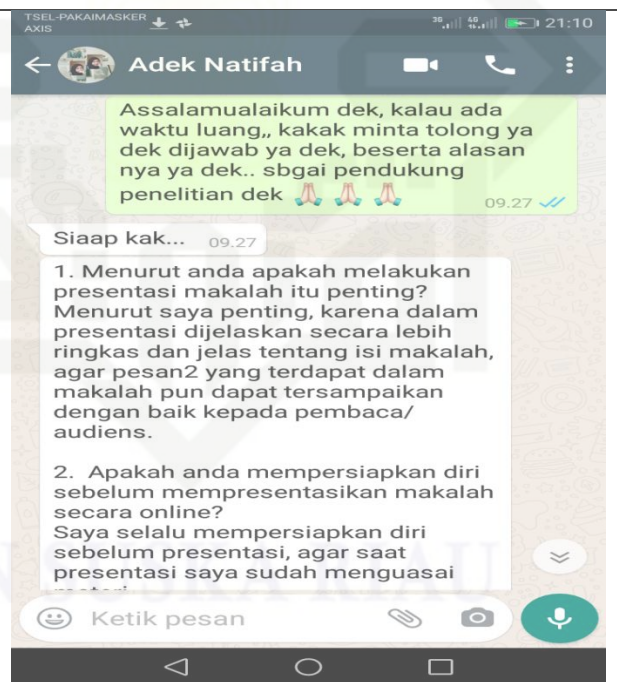 TSEL-PAKAIMASKER
AXIS
3G 4G 21:10
Adek Natifah
Assalamualaikum dek, kalau ada
waktu luang,, kakak minta tolong ya
dek dijawab ya dek, beserta alasan
nya ya dek.. sbgai pendukung
penelitian dek 🙏 🙏 🙏
09.27
Siaap kak... 09.27
1. Menurut anda apakah melakukan
presentasi makalah itu penting?
Menurut saya penting, karena dalam
presentasi dijelaskan secara lebih
ringkas dan jelas tentang isi makalah,
agar pesan2 yang terdapat dalam
makalah pun dapat tersampaikan
dengan baik kepada pembaca/
audiens.
2. Apakah anda mempersiapkan diri
sebelum mempresentasikan makalah
secara online?
Saya selalu mempersiapkan diri
sebelum presentasi, agar saat
presentasi saya sudah menguasai
Ketik pesan